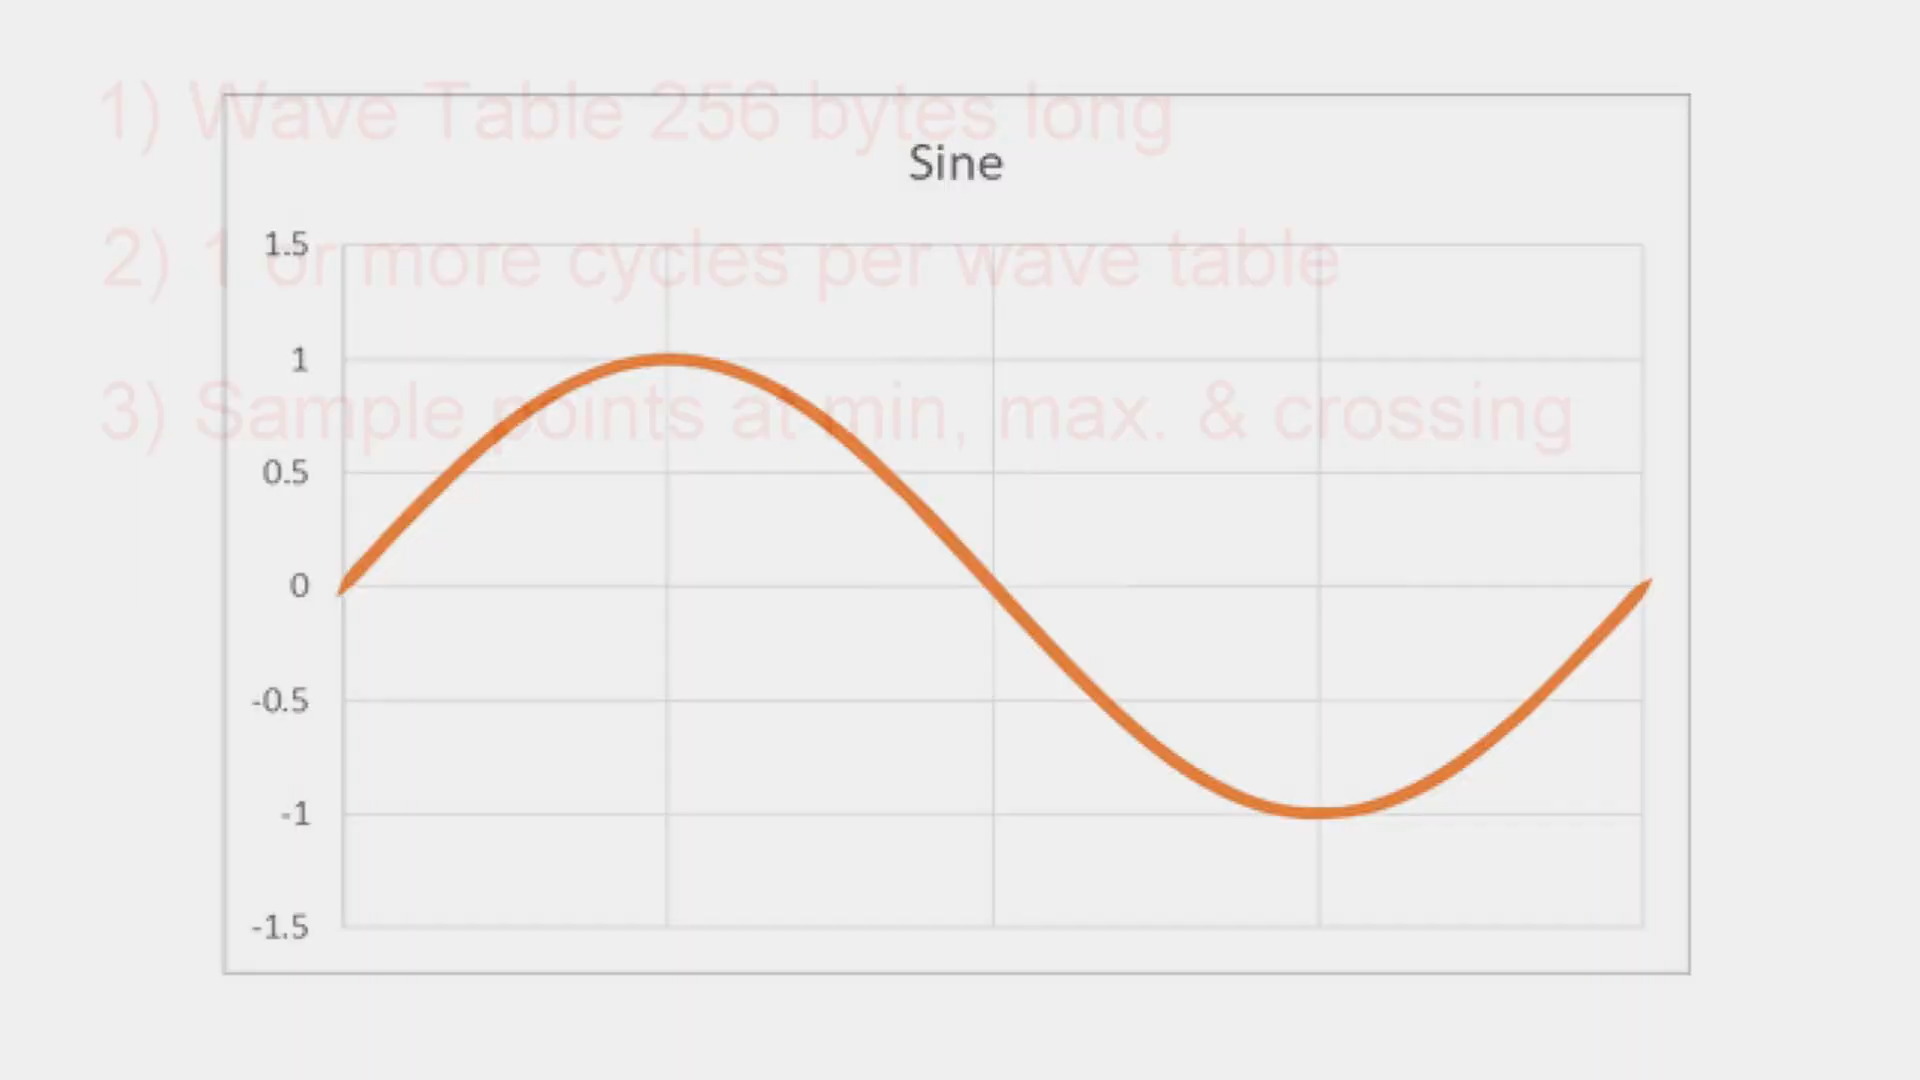 1) Wave Table 256 bytes long
Sine
2) 1 or more cycles per wave table
3) Sample points at min, max. & crossing
1.5
1
0.5
0
-0.5
-1
-1.5